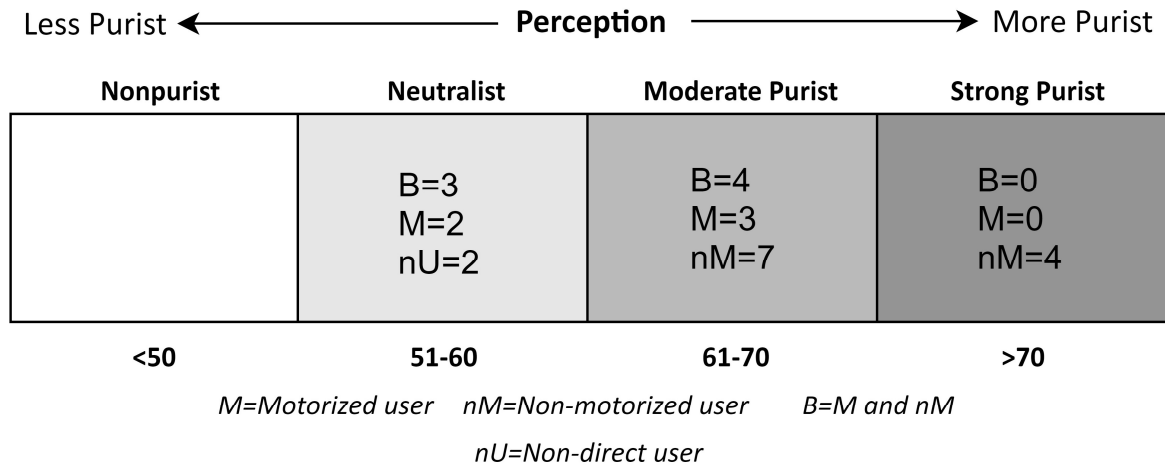 Less Purist Perception More Purist
Nonpurist Neutralist Moderate Purist Strong Purist
B=3 B=4 B=0
M=2 M=3 M=0
nU=2 nM=7 nM=4
<50 51-60 61-70 >70
M=Motorized user nM=Non-motorized user B=M and nM
nU=Non-direct user